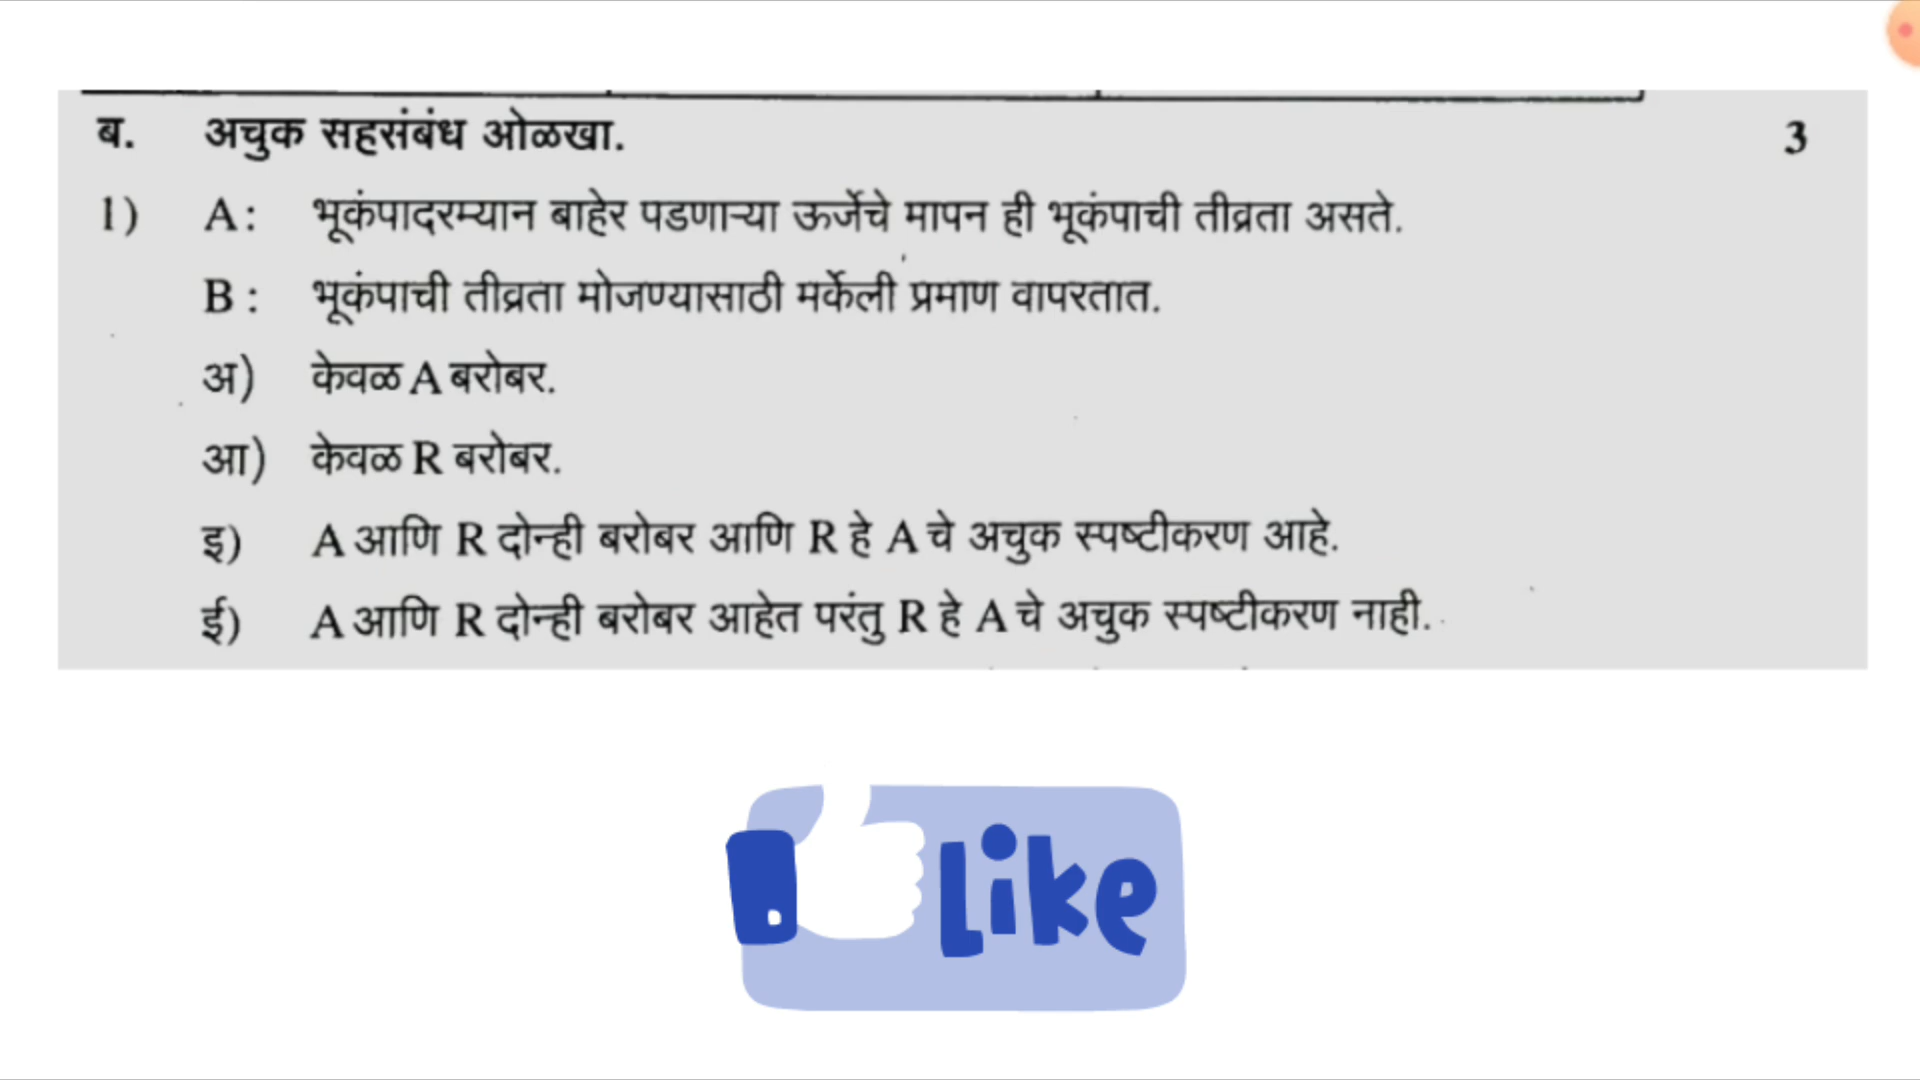 ब. अचुक सहसंबंध ओळखा. 3
1) A : भूकंपादरम्यान बाहेर पडणाऱ्या ऊर्जेचे मापन ही भूकंपाची तीव्रता असते.
B : भूकंपाची तीव्रता मोजण्यासाठी मर्केली प्रमाण वापरतात.
अ) केवळ A बरोबर.
आ) केवळ R बरोबर.
इ) A आणि R दोन्ही बरोबर आणि R हे A चे अचुक स्पष्टीकरण आहे.
ई) A आणि R दोन्ही बरोबर आहेत परंतु R हे A चे अचुक स्पष्टीकरण नाही.
Like